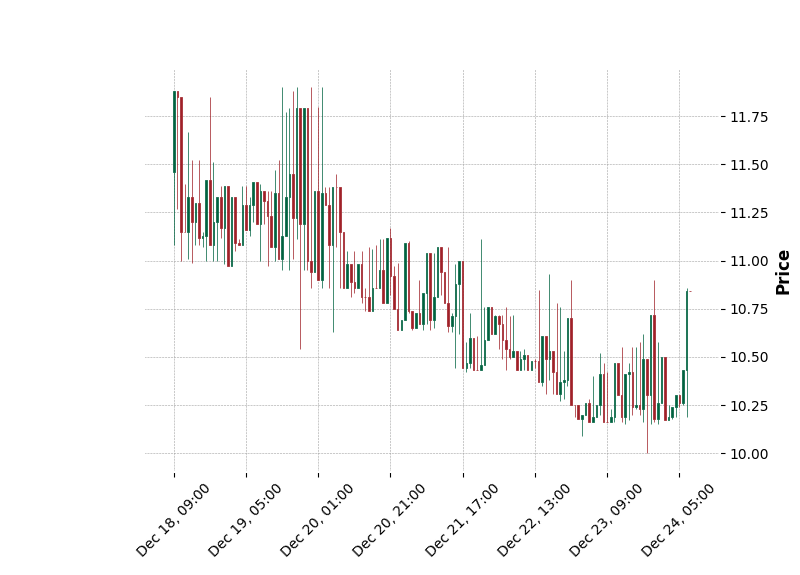 11.75
11.50
11.25
11.00
10.75
10.50
10.25
10.00
Price
Dec 18, 09:00
Dec 19, 05:00
Dec 20, 01:00
Dec 20, 21:00
Dec 21, 17:00
Dec 22, 13:00
Dec 23, 09:00
Dec 24, 05:00